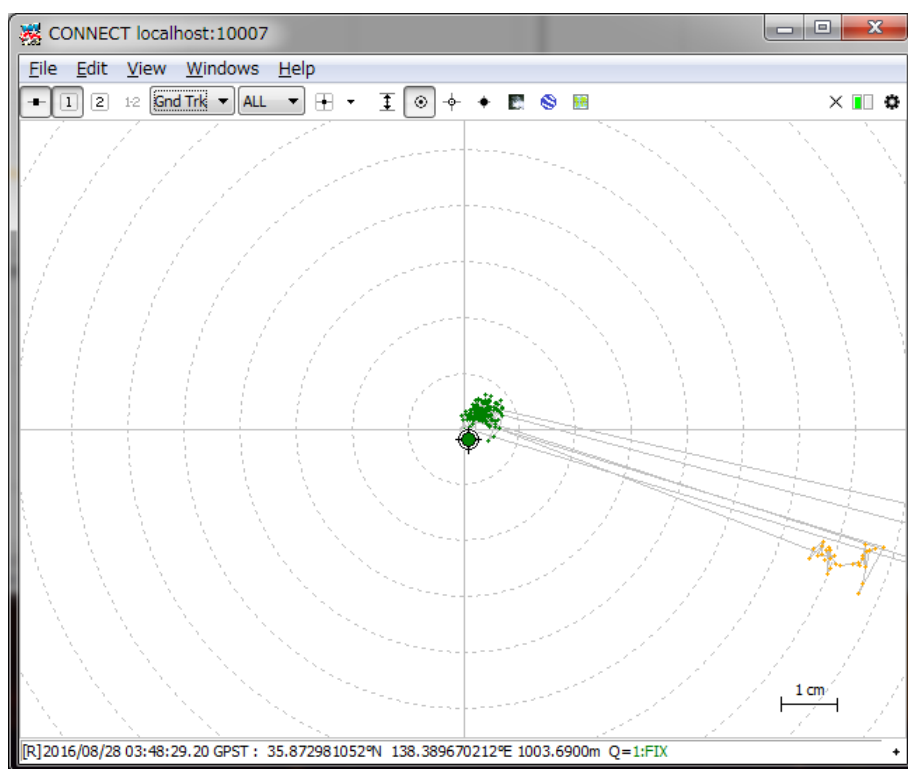 CONNECT localhost:10007
File Edit View Windows Help
1 2 1-2 Gnd Trk ALL
1 cm
[R]2016/08/28 03:48:29.20 GPST : 35.872981052°N 138.389670212°E 1003.6900m Q=1:FIX